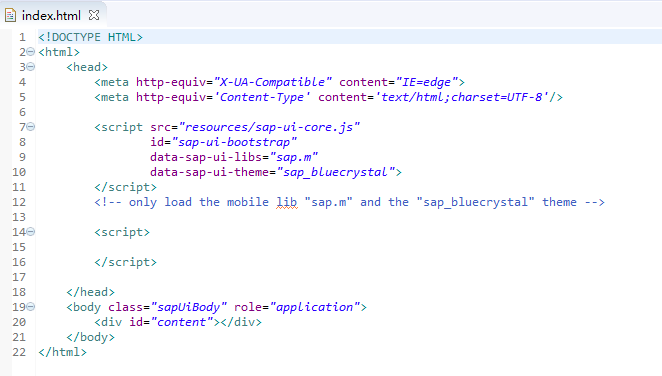 index.html
1 <!DOCTYPE HTML>
2 <html>
3     <head>
4         <meta http-equiv="X-UA-Compatible" content="IE=edge">
5         <meta http-equiv='Content-Type' content='text/html;charset=UTF-8'/>
6
7         <script src="resources/sap-ui-core.js"
8                 id="sap-ui-bootstrap"
9                 data-sap-ui-libs="sap.m"
10                 data-sap-ui-theme="sap_bluecrystal">
11         </script>
12         <!-- only load the mobile lib "sap.m" and the "sap_bluecrystal" theme -->
13
14         <script>
15
16         </script>
17
18     </head>
19     <body class="sapUiBody" role="application">
20         <div id="content"></div>
21     </body>
22 </html>